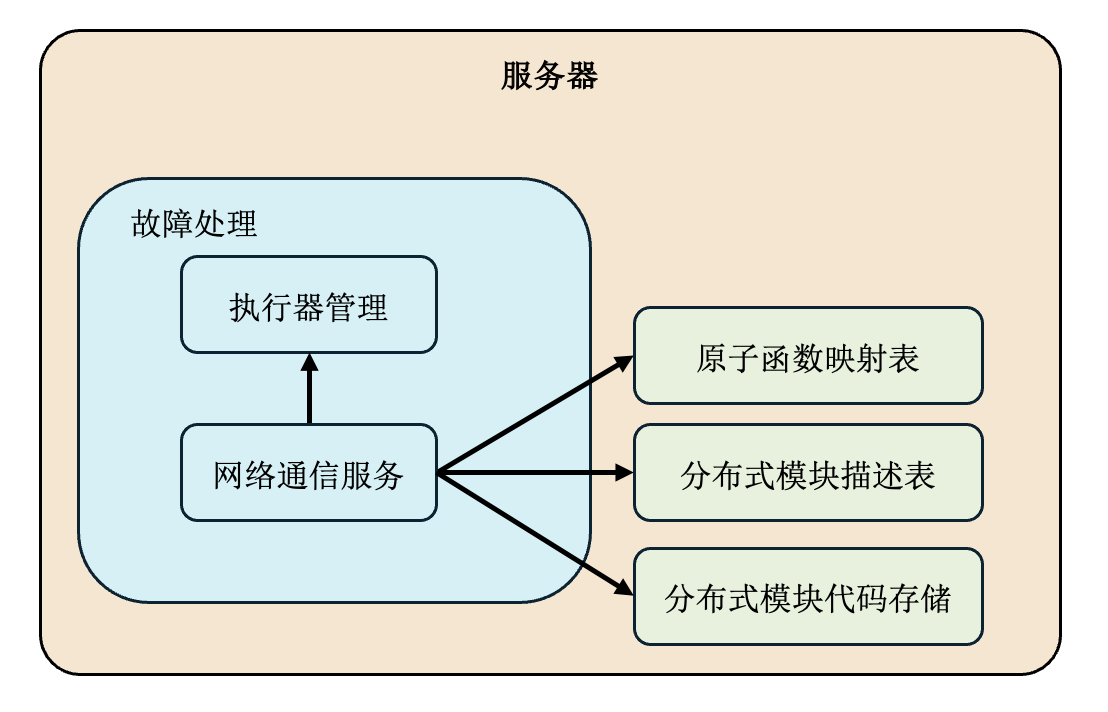 服务器
故障处理
执行器管理
网络通信服务
原子函数映射表
分布式模块描述表
分布式模块代码存储